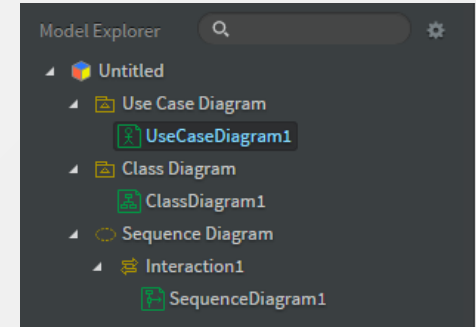 Model Explorer
Untitled
Use Case Diagram
UseCaseDiagram1
Class Diagram
ClassDiagram1
Sequence Diagram
Interaction1
SequenceDiagram1